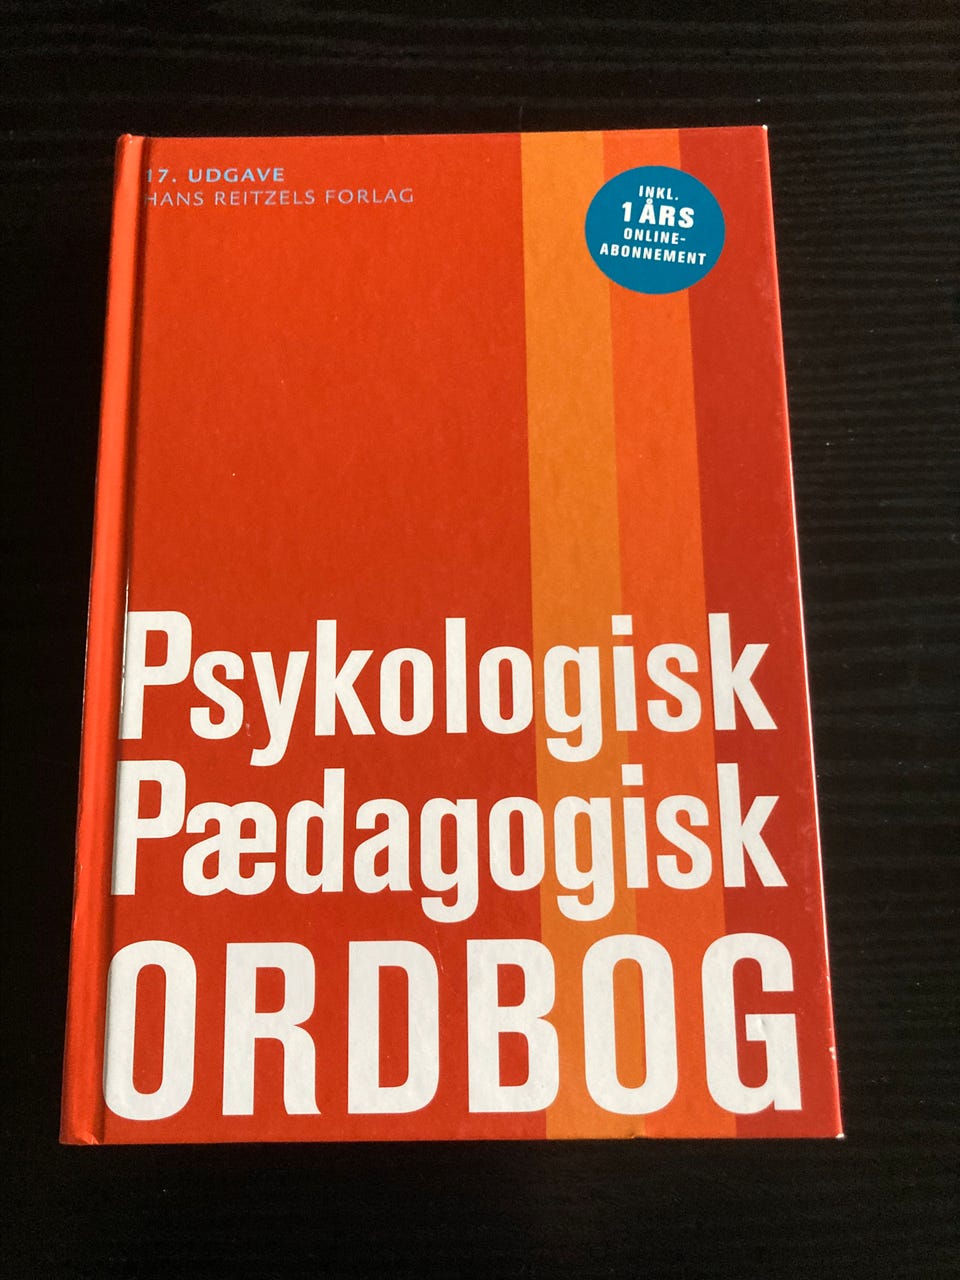 17. UDGAVE
HANS REITZELS FORLAG
INKL.
1 ÅRS
ONLINE-
ABONNEMENT
Psykologisk
Pædagogisk
ORDBOG